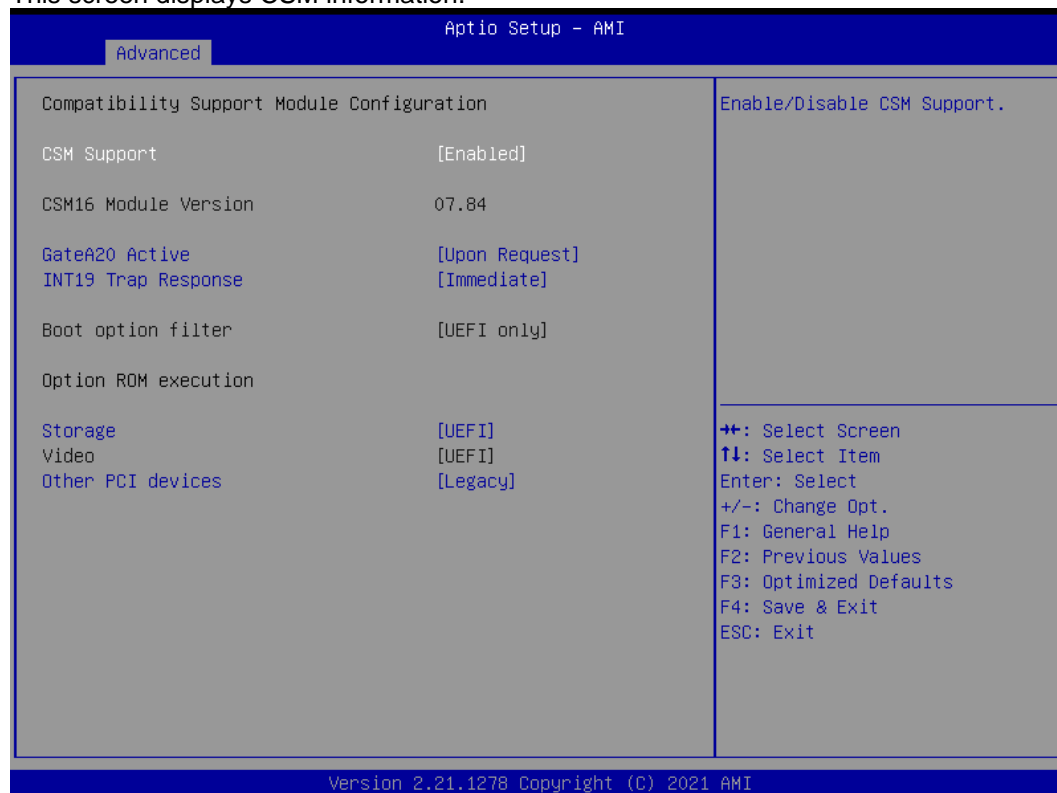 This screen displays CSM information.
Aptio Setup – AMI
Advanced
Compatibility Support Module Configuration
CSM Support [Enabled]
CSM16 Module Version 07.84
GateA20 Active [Upon Request]
INT19 Trap Response [Immediate]
Boot option filter [UEFI only]
Option ROM execution
Storage [UEFI]
Video [UEFI]
Other PCI devices [Legacy]
Enable/Disable CSM Support.
→←: Select Screen
↑↓: Select Item
Enter: Select
+/-: Change Opt.
F1: General Help
F2: Previous Values
F3: Optimized Defaults
F4: Save & Exit
ESC: Exit
Version 2.21.1278 Copyright (C) 2021 AMI